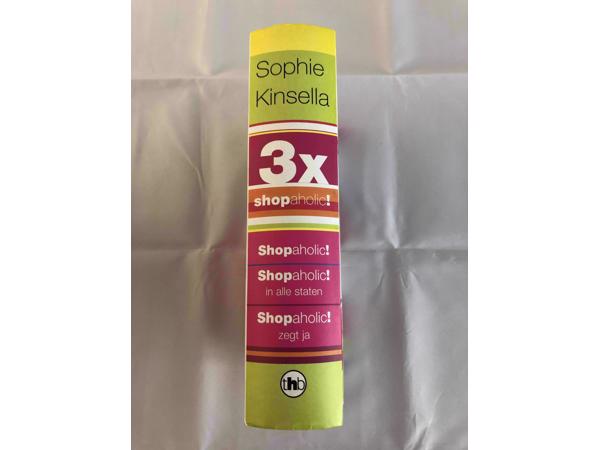 Sophie
Kinsella
3x
shopaholic!
Shopaholic!
Shopaholic!
in alle staten
Shopaholic!
zegt ja
thb